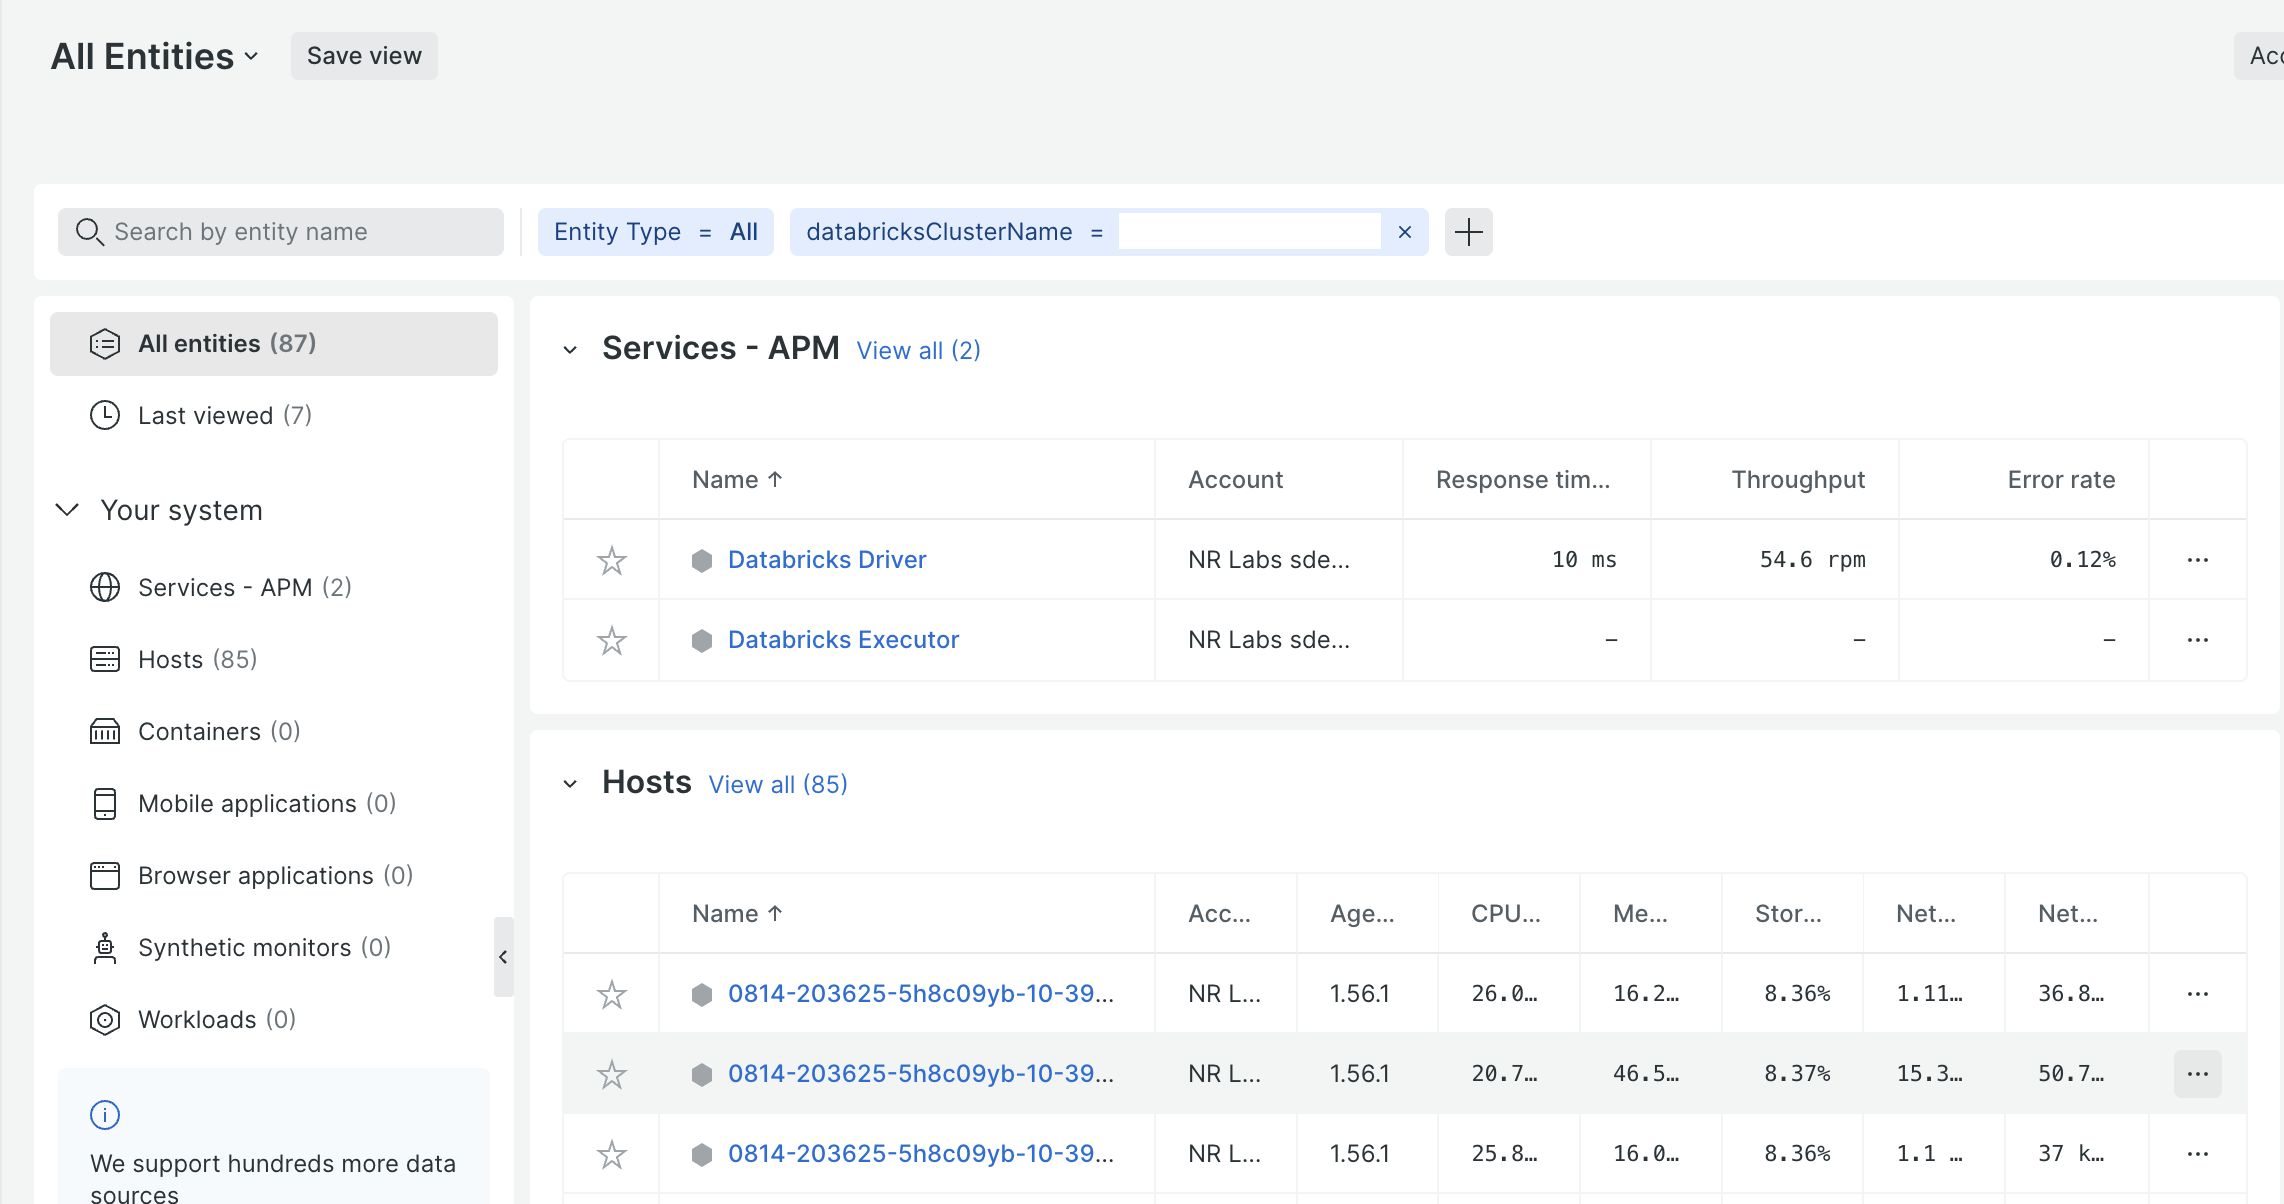 All Entities
Save view
Search by entity name
Entity Type = All
databricksClusterName =
All entities (87)
Last viewed (7)
Your system
Services - APM (2)
Hosts (85)
Containers (0)
Mobile applications (0)
Browser applications (0)
Synthetic monitors (0)
Workloads (0)
We support hundreds more data
sources
Services - APM View all (2)
Name ↑ Account Response tim... Throughput Error rate
Databricks Driver NR Labs sde... 10 ms 54.6 rpm 0.12% ...
Databricks Executor NR Labs sde... – – – ...
Hosts View all (85)
Name ↑ Acc... Age... CPU... Me... Stor... Net... Net...
0814-203625-5h8c09yb-10-39... NR L... 1.56.1 26.0... 16.2... 8.36% 1.11... 36.8... ...
0814-203625-5h8c09yb-10-39... NR L... 1.56.1 20.7... 46.5... 8.37% 15.3... 50.7... ...
0814-203625-5h8c09yb-10-39... NR L... 1.56.1 25.8... 16.0... 8.36% 1.1 ... 37 k... ...